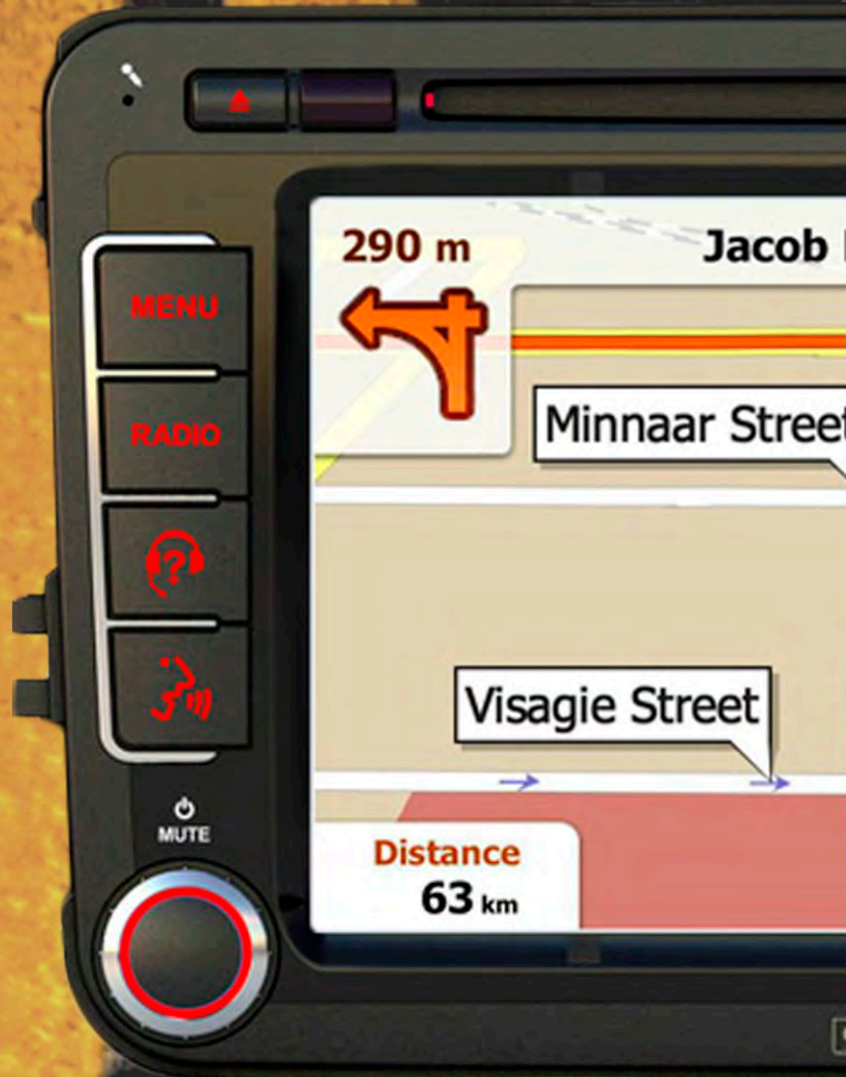 290 m
Jacob
MENU
RADIO
Minnaar Street
?
Visagie Street
MUTE
Distance
63 km